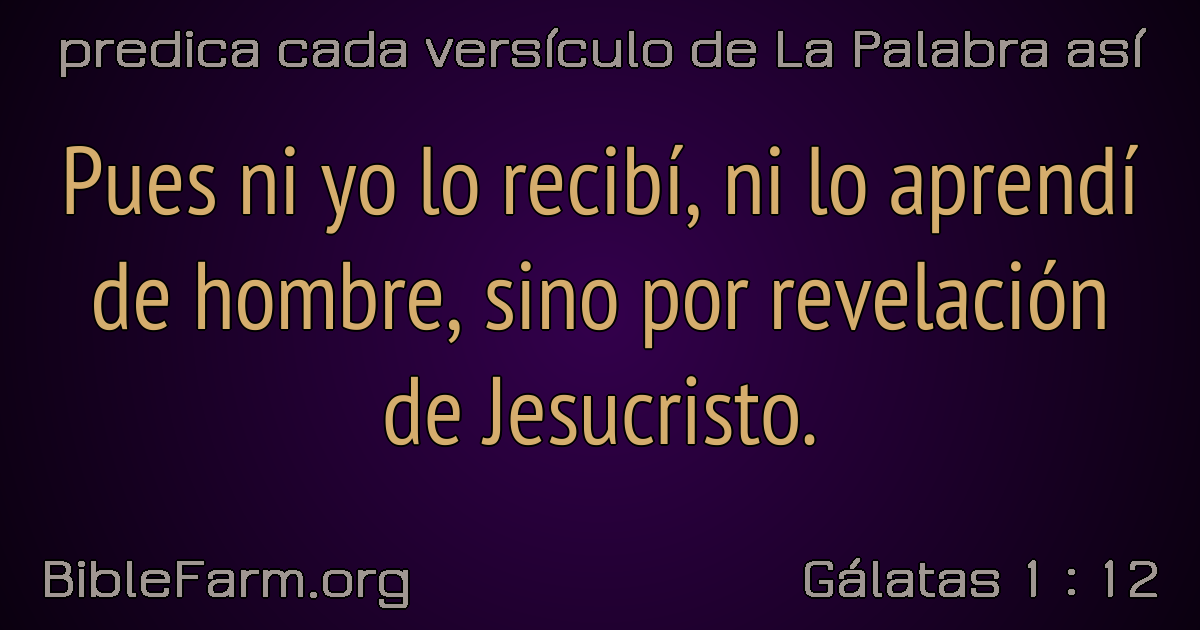 predica cada versículo de La Palabra así
Pues ni yo lo recibí, ni lo aprendí
de hombre, sino por revelación
de Jesucristo.
BibleFarm.org
Gálatas 1 : 12